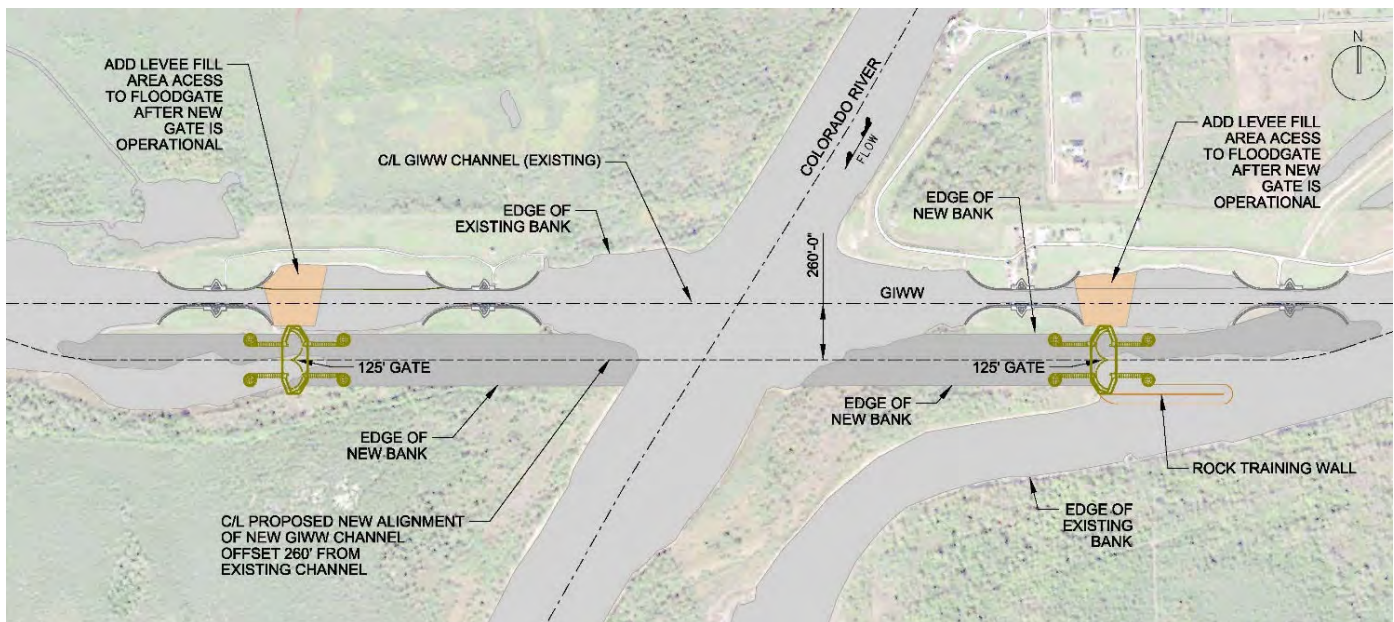 ADD LEVEE FILL
AREA ACESS
TO FLOODGATE
AFTER NEW
GATE IS
OPERATIONAL
C/L GIWW CHANNEL (EXISTING)
EDGE OF
EXISTING BANK
COLORADO RIVER
FLOW
260'-0"
EDGE OF
NEW BANK
ADD LEVEE FILL
AREA ACESS
TO FLOODGATE
AFTER NEW
GATE IS
OPERATIONAL
N
GIWW
125' GATE
125' GATE
EDGE OF
NEW BANK
EDGE OF
NEW BANK
ROCK TRAINING WALL
C/L PROPOSED NEW ALIGNMENT
OF NEW GIWW CHANNEL
OFFSET 260' FROM
EXISTING CHANNEL
EDGE OF
EXISTING
BANK